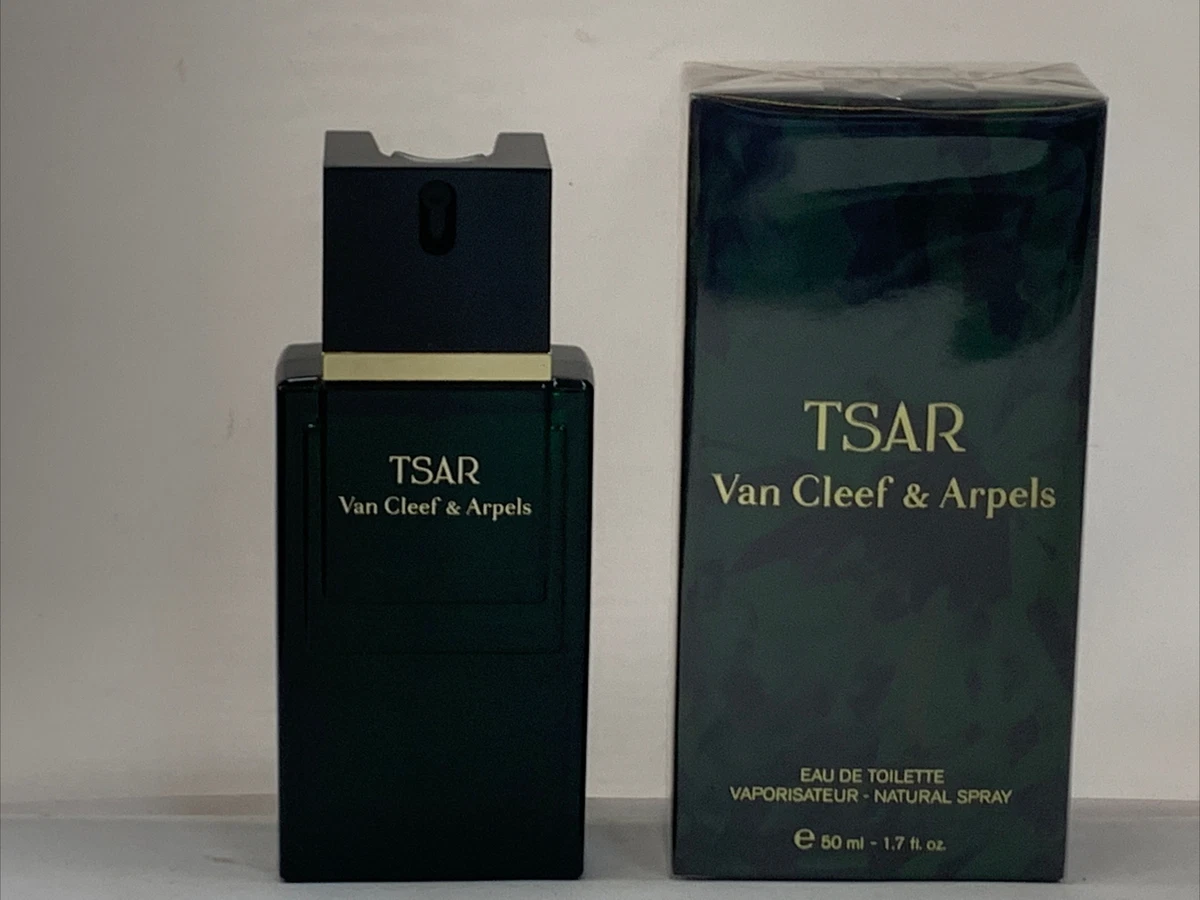 TSAR
Van Cleef & Arpels
TSAR
Van Cleef & Arpels
EAU DE TOILETTE
VAPORISATEUR - NATURAL SPRAY
e 50 ml - 1.7 fl. oz.